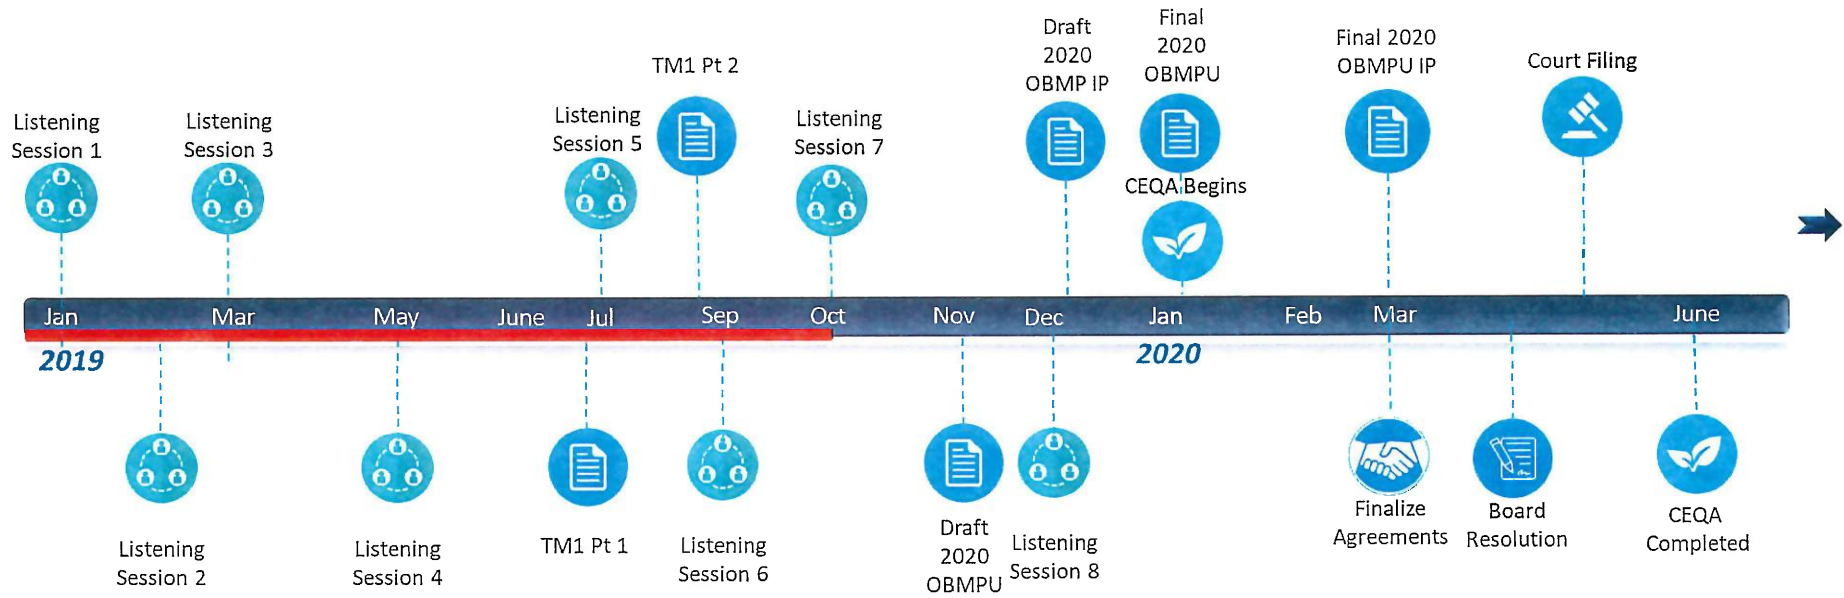 Listening
Session 1
Listening
Session 3
Listening
Session 5
TM1 Pt 2
Listening
Session 7
Draft
2020
OBMP IP
Final
2020
OBMPU
CEQA Begins
Final 2020
OBMPU IP
Court Filing
Jan
Mar
May
June
Jul
Sep
Oct
Nov
Dec
Jan
Feb
Mar
June
2019
2020
Listening
Session 2
Listening
Session 4
TM1 Pt 1
Listening
Session 6
Draft
2020
OBMPU
Listening
Session 8
Finalize
Agreements
Board
Resolution
CEQA
Completed